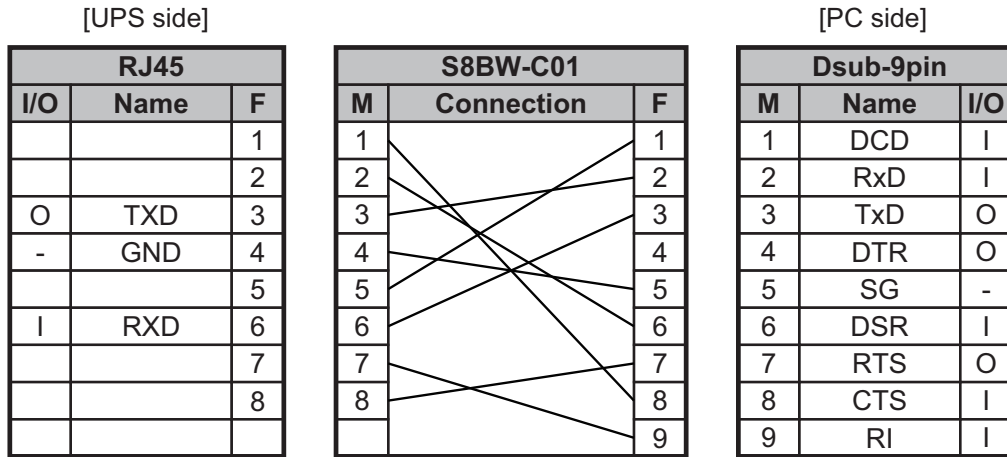 [UPS side] [PC side]
RJ45 S8BW-C01 Dsub-9pin
I/O Name F M Connection F M Name I/O
1 1 1 1 DCD I
2 2 2 2 RxD I
O TXD 3 3 3 3 TxD O
- GND 4 4 4 4 DTR O
5 5 5 5 SG -
I RXD 6 6 6 6 DSR I
7 7 7 7 RTS O
8 8 8 8 CTS I
9 9 RI I